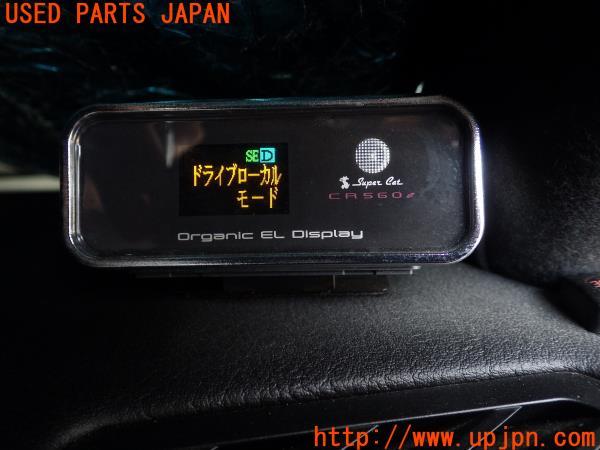 USED PARTS JAPAN
SE D
ドライブローカル
モード
Super Cat
CR560e
Organic EL Display
http://www.upjpn.com